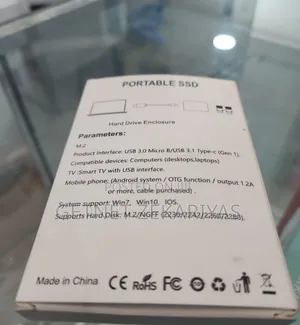 PORTABLE SSD
Hard Drive Enclosure
Parameters:
M.2
Product Interface: USB 3.0 Micro B/USB 3.1 Type-c (Gen 1).
Compatible devices: Computers (desktops,laptops)
TV: Smart TV with USB interface.
Mobile phone: (Android system / OTG function / output 1.2A
or more, cable purchased) .
System support: Win7, Win10, IOS.
Supports Hard Disk: M.2/NGFF (2230/2242/2260/2280).
Made in China
CE RoHS FC